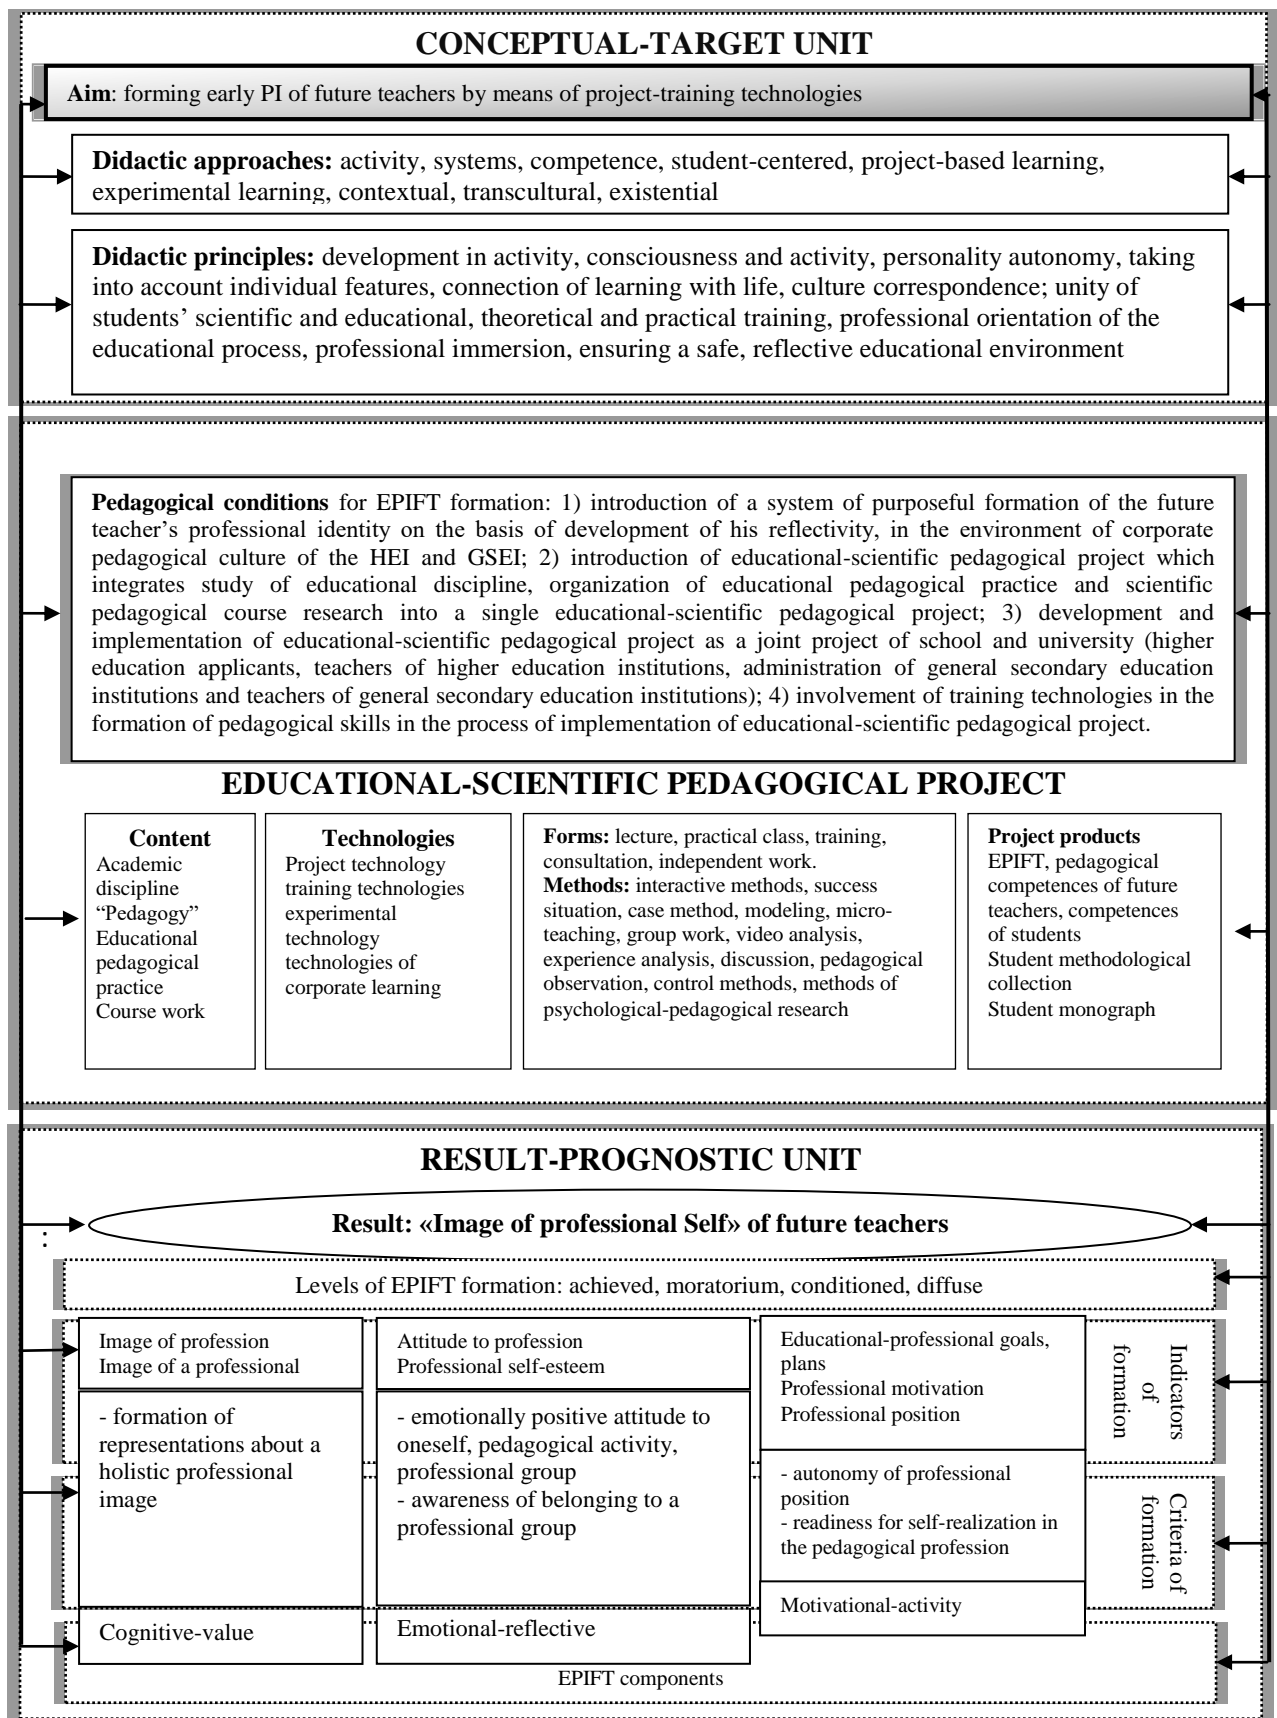 CONCEPTUAL-TARGET UNIT
Aim: forming early PI of future teachers by means of project-training technologies
Didactic approaches: activity, systems, competence, student-centered, project-based learning,
experimental learning, contextual, transcultural, existential
Didactic principles: development in activity, consciousness and activity, personality autonomy, taking
into account individual features, connection of learning with life, culture correspondence; unity of
students’ scientific and educational, theoretical and practical training, professional orientation of the
educational process, professional immersion, ensuring a safe, reflective educational environment
Pedagogical conditions for EPIFT formation: 1) introduction of a system of purposeful formation of the future
teacher’s professional identity on the basis of development of his reflectivity, in the environment of corporate
pedagogical culture of the HEI and GSEI; 2) introduction of educational-scientific pedagogical project which
integrates study of educational discipline, organization of educational pedagogical practice and scientific
pedagogical course research into a single educational-scientific pedagogical project; 3) development and
implementation of educational-scientific pedagogical project as a joint project of school and university (higher
education applicants, teachers of higher education institutions, administration of general secondary education
institutions and teachers of general secondary education institutions); 4) involvement of training technologies in the
formation of pedagogical skills in the process of implementation of educational-scientific pedagogical project.
EDUCATIONAL-SCIENTIFIC PEDAGOGICAL PROJECT
Content
Academic
discipline
“Pedagogy”
Educational
pedagogical
practice
Course work
Technologies
Project technology
training technologies
experimental
technology
technologies of
corporate learning
Forms: lecture, practical class, training,
consultation, independent work.
Methods: interactive methods, success
situation, case method, modeling, micro-
teaching, group work, video analysis,
experience analysis, discussion, pedagogical
observation, control methods, methods of
psychological-pedagogical research
Project products
EPIFT, pedagogical
competences of future
teachers, competences
of students
Student methodological
collection
Student monograph
RESULT-PROGNOSTIC UNIT
Result: «Image of professional Self» of future teachers
:
Levels of EPIFT formation: achieved, moratorium, conditioned, diffuse
Image of profession
Image of a professional
Attitude to profession
Professional self-esteem
Educational-professional goals,
plans
Professional motivation
Professional position
Indicators
of
formation
- formation of
representations about a
holistic professional
image
- emotionally positive attitude to
oneself, pedagogical activity,
professional group
- awareness of belonging to a
professional group
- autonomy of professional
position
- readiness for self-realization in
the pedagogical profession
Criteria of
formation
Cognitive-value
Emotional-reflective
Motivational-activity
EPIFT components